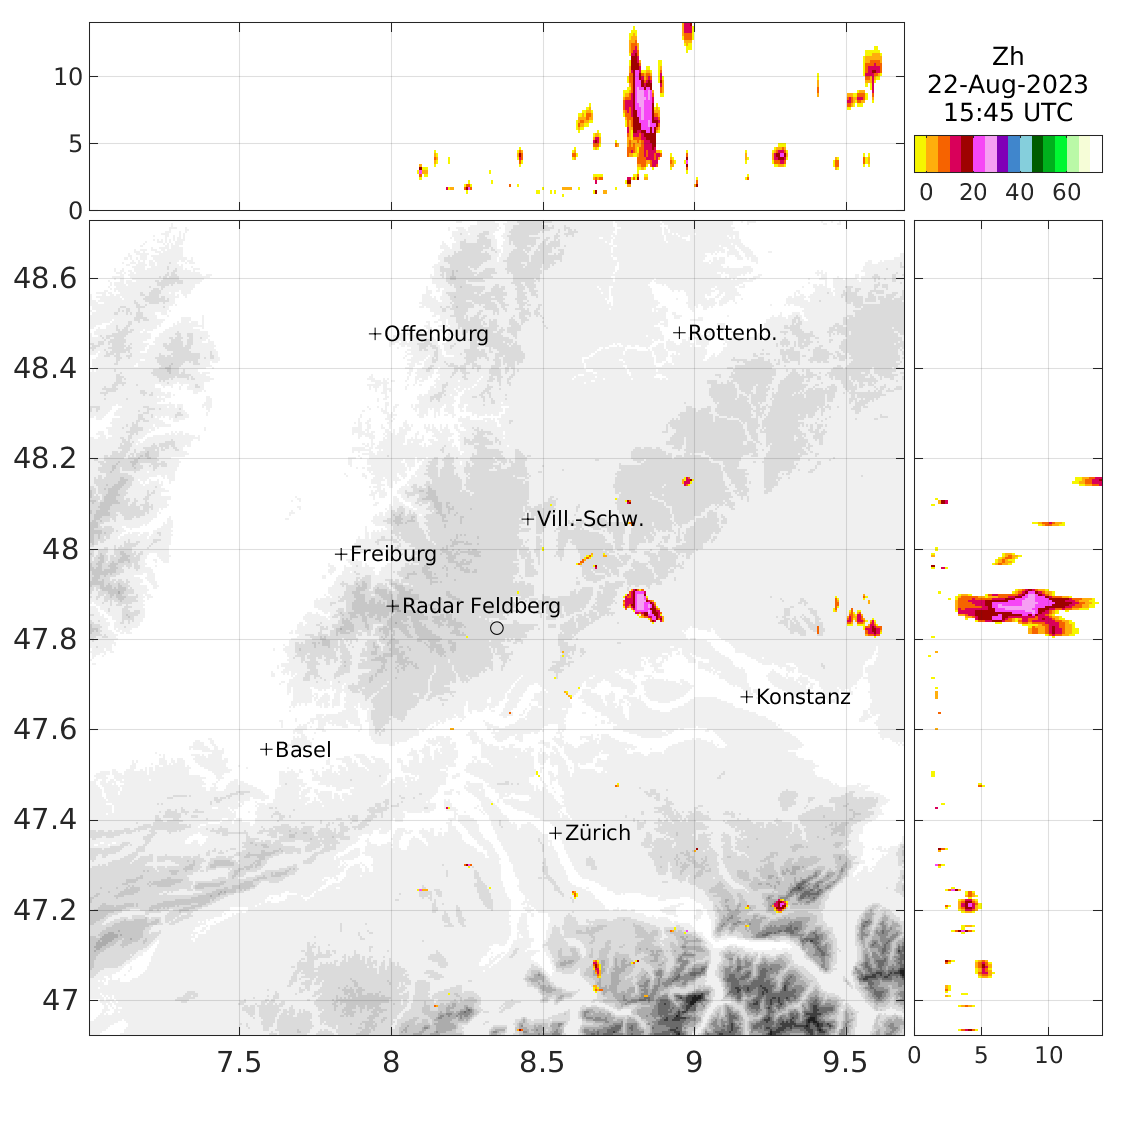 Zh
22-Aug-2023
15:45 UTC
10
5
0
0 20 40 60
48.6
48.4
48.2
48
47.8
47.6
47.4
47.2
47
Offenburg
Rottenb.
Vill.-Schw.
Freiburg
Radar Feldberg
Konstanz
Basel
Zürich
7.5 8 8.5 9 9.5
0 5 10